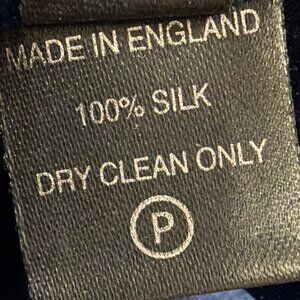 MADE IN ENGLAND
100% SILK
DRY CLEAN ONLY
P